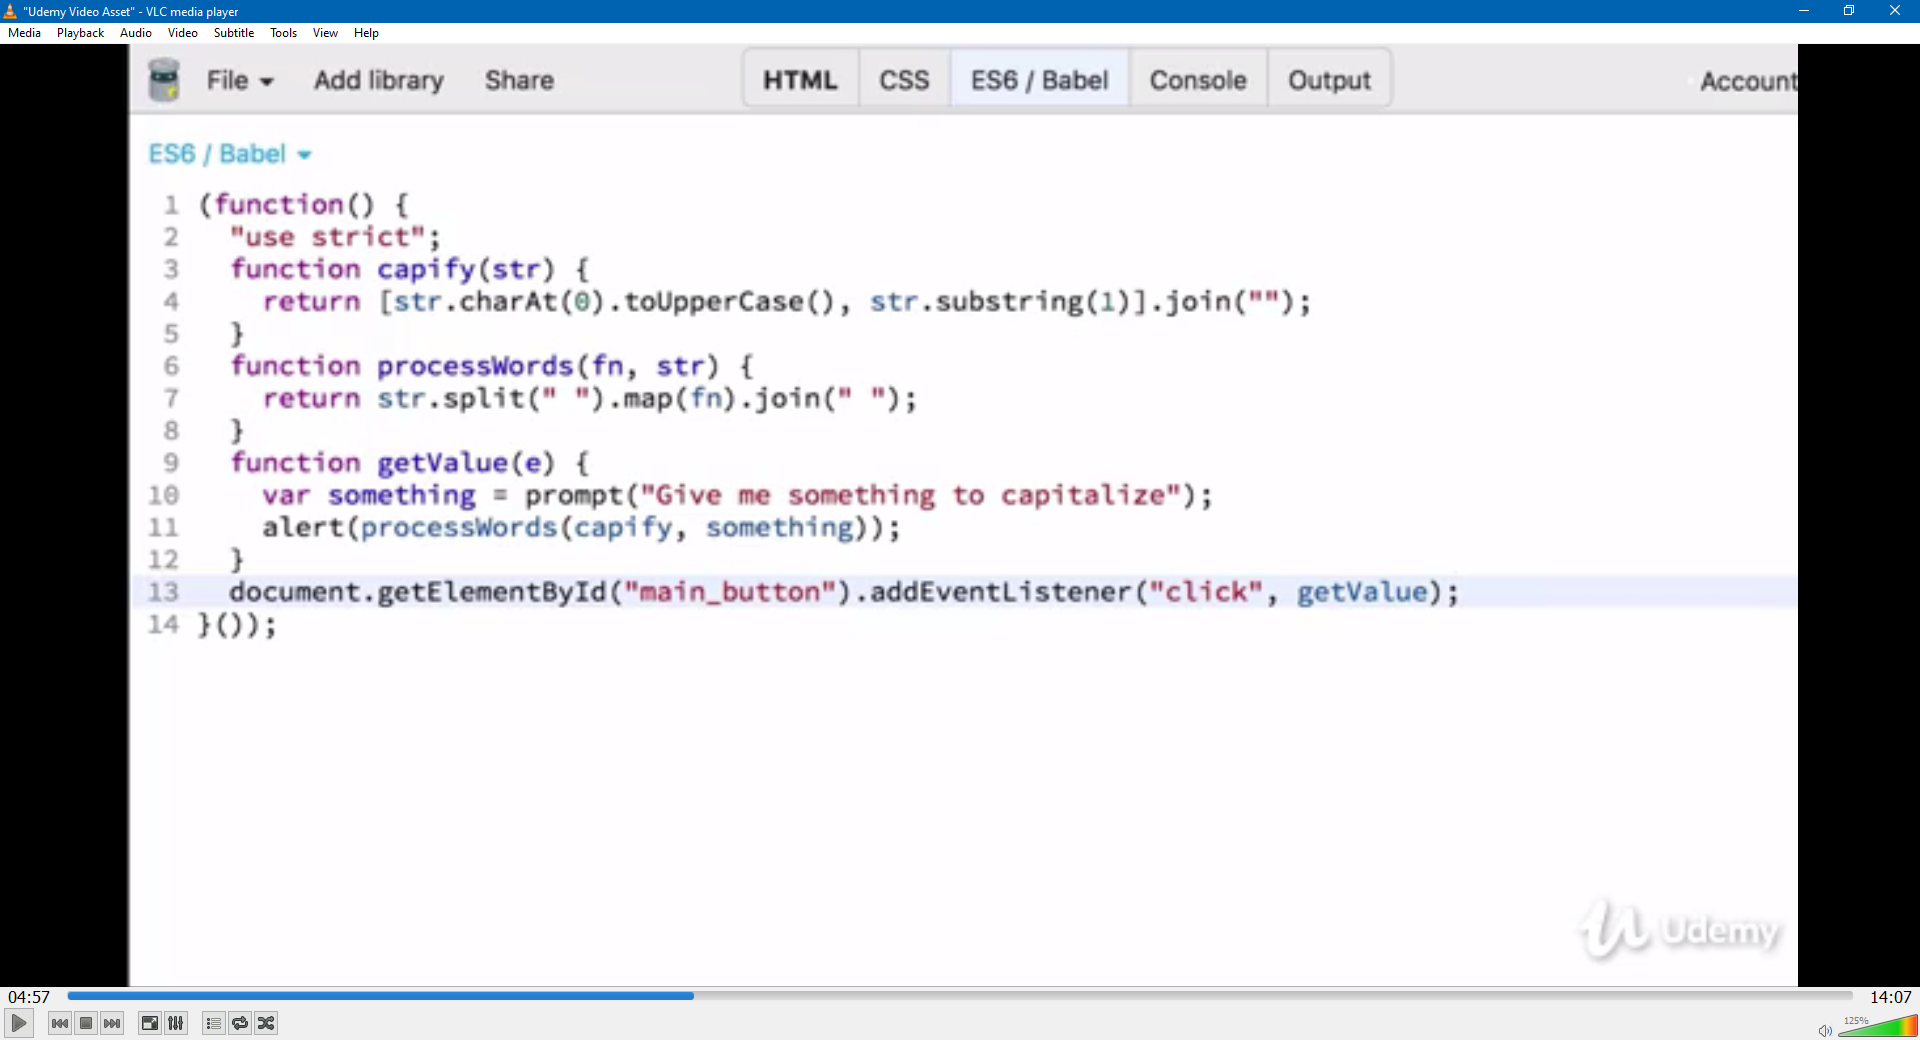 "Udemy Video Asset" - VLC media player
Media Playback Audio Video Subtitle Tools View Help
File Add library Share HTML CSS ES6 / Babel Console Output Account
ES6 / Babel
1 (function() {
2 "use strict";
3 function capify(str) {
4 return [str.charAt(0).toUpperCase(), str.substring(1)].join("");
5 }
6 function processWords(fn, str) {
7 return str.split(" ").map(fn).join(" ");
8 }
9 function getValue(e) {
10 var something = prompt("Give me something to capitalize");
11 alert(processWords(capify, something));
12 }
13 document.getElementById("main_button").addEventListener("click", getValue);
14 }());
Udemy
04:57 14:07
125%